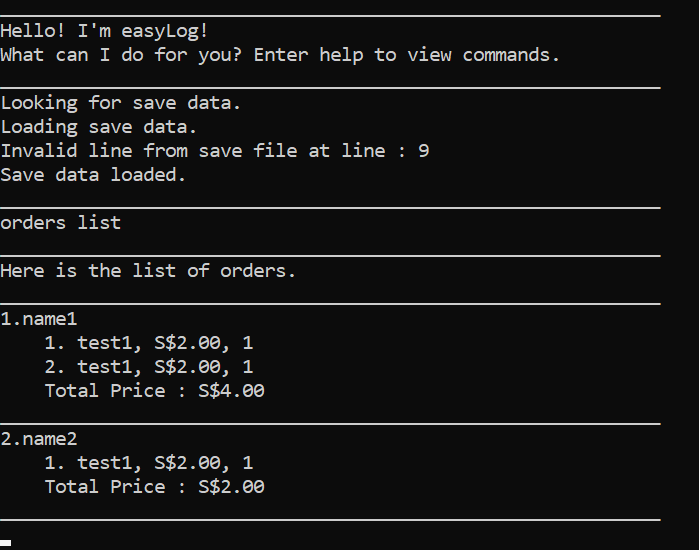 Hello! I'm easyLog!
What can I do for you? Enter help to view commands.
Looking for save data.
Loading save data.
Invalid line from save file at line : 9
Save data loaded.
orders list
Here is the list of orders.
1.name1
1. test1, S$2.00, 1
2. test1, S$2.00, 1
Total Price : S$4.00
2.name2
1. test1, S$2.00, 1
Total Price : S$2.00